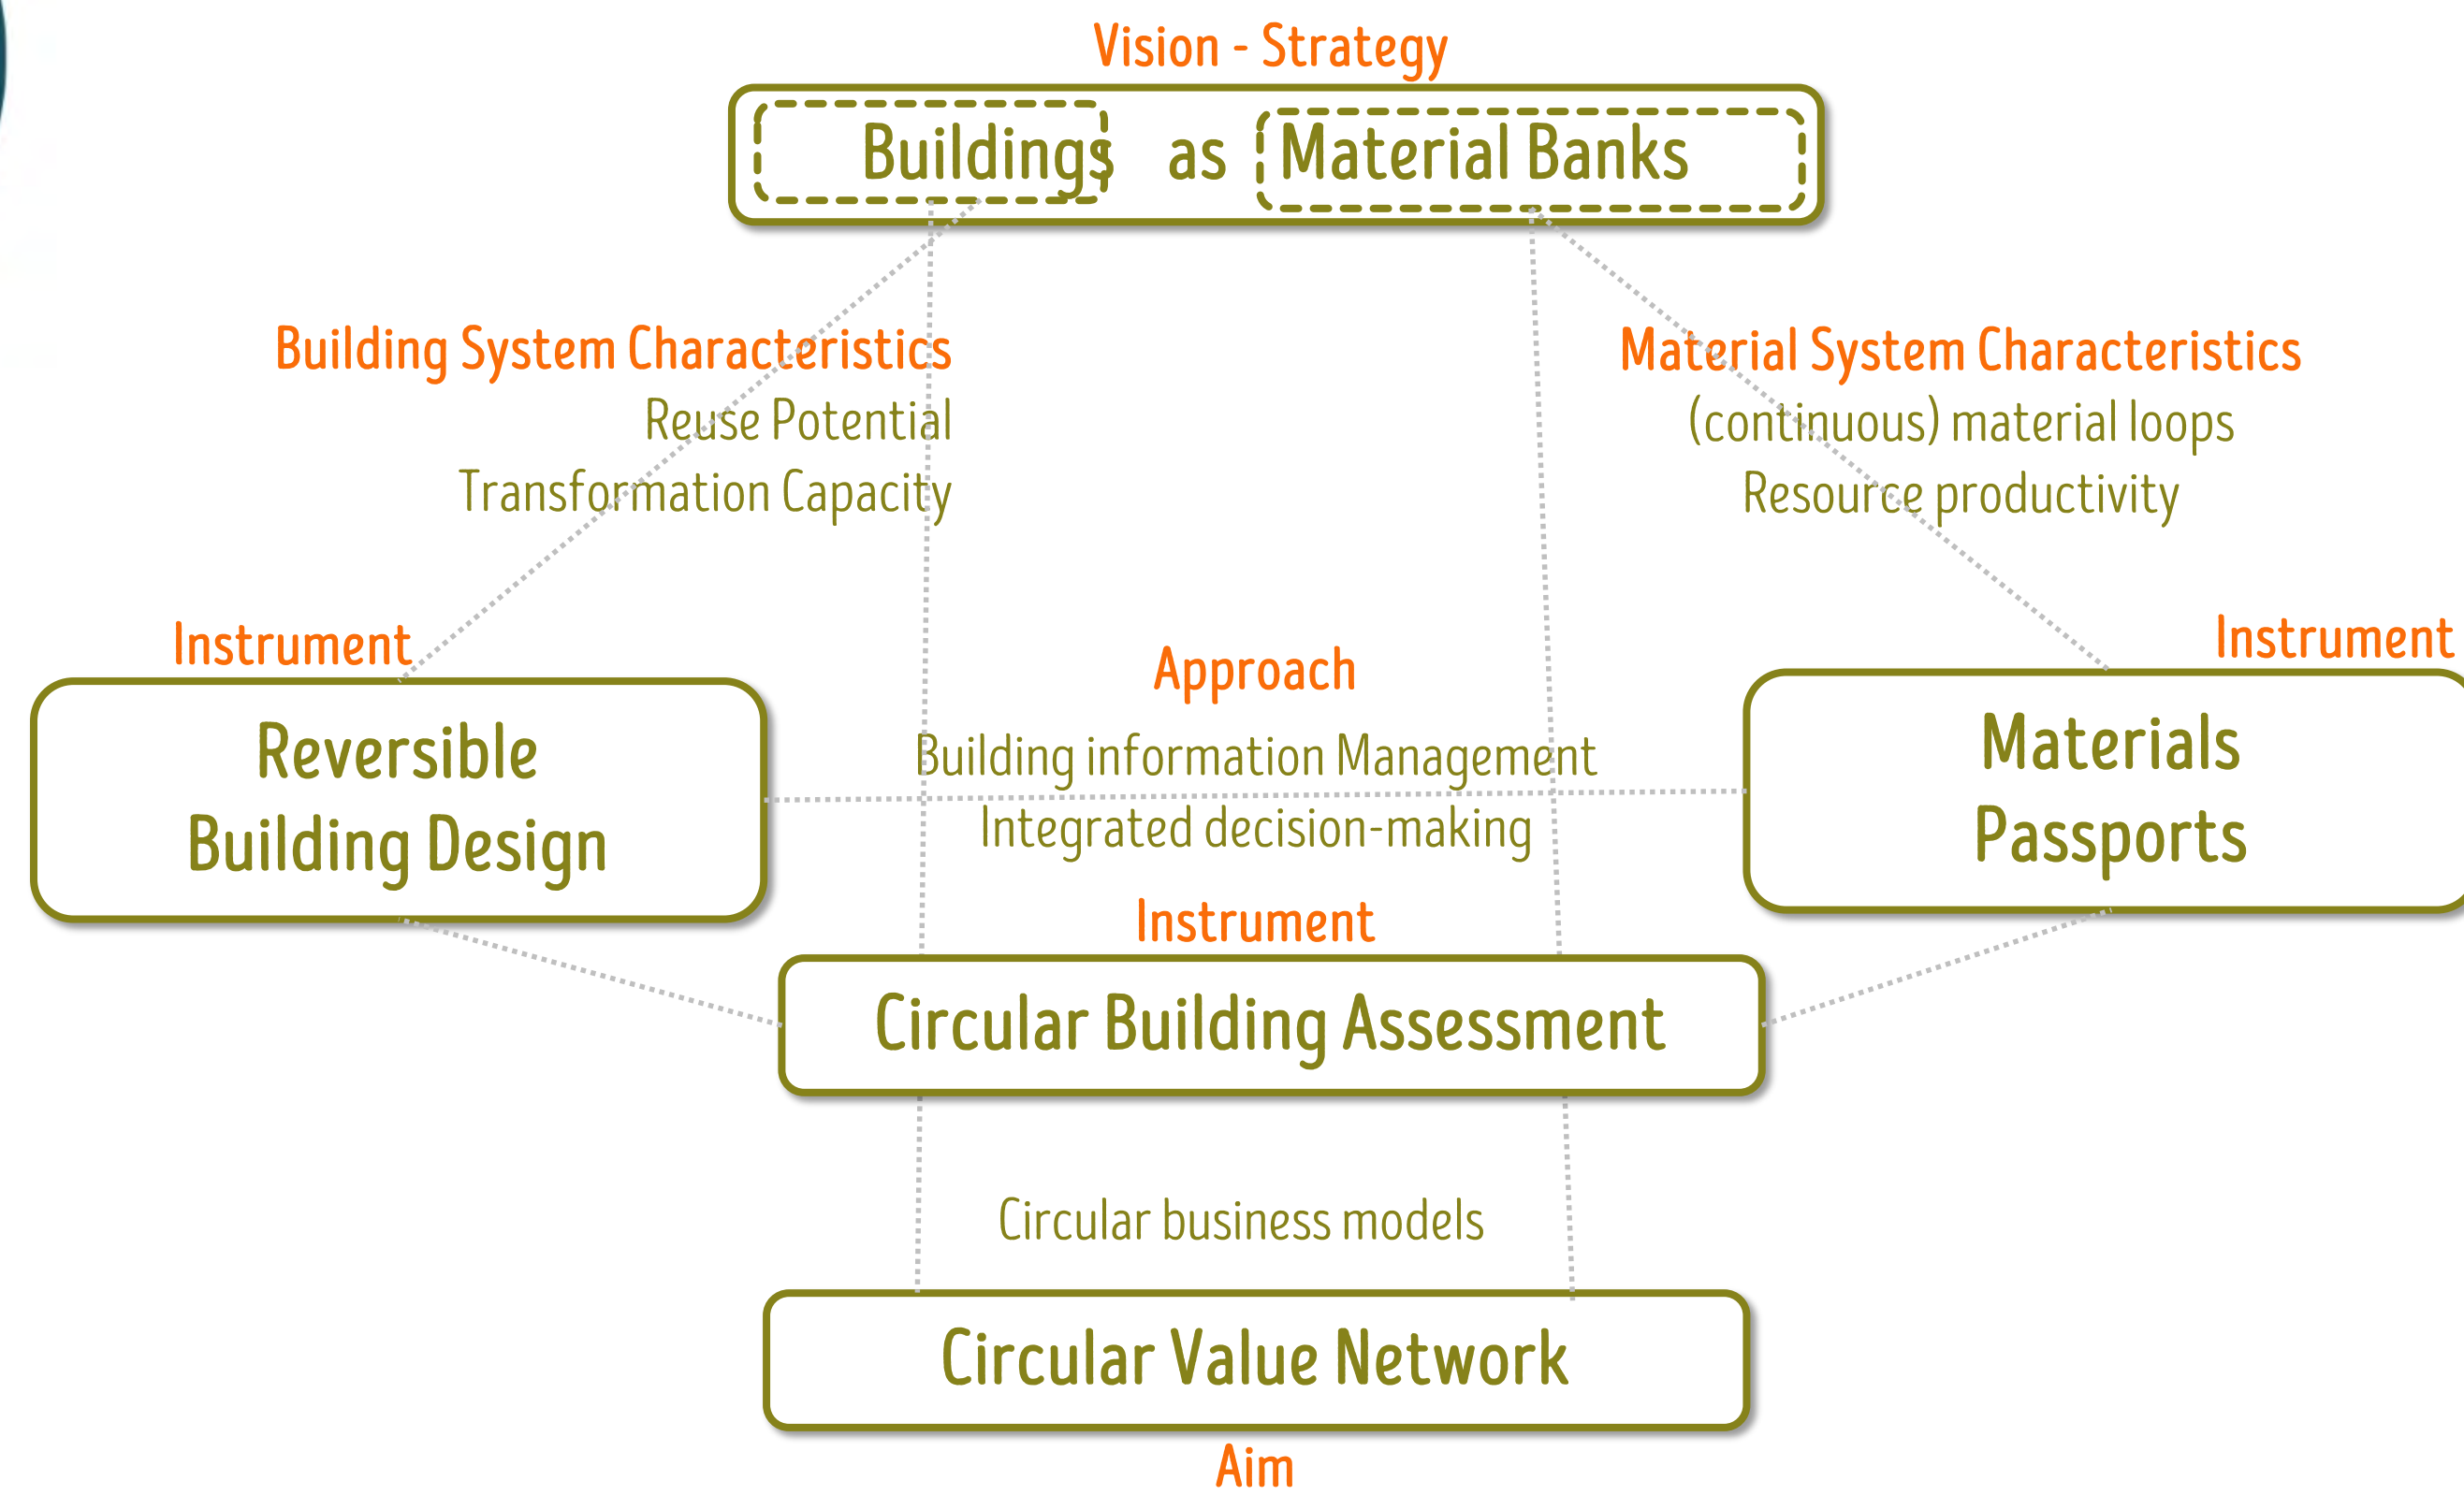 Vision - Strategy
Buildings as Material Banks
Building System Characteristics
Reuse Potential
Transformation Capacity
Material System Characteristics
(continuous) material loops
Resource productivity
Instrument
Reversible
Building Design
Approach
Building information Management
Integrated decision-making
Instrument
Materials
Passports
Instrument
Circular Building Assessment
Circular business models
Circular Value Network
Aim